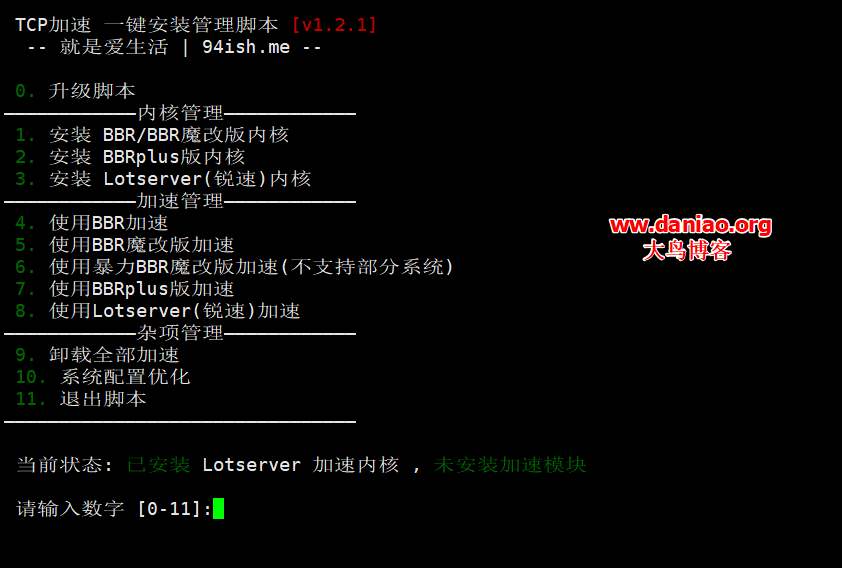 TCP加速 一键安装管理脚本 [v1.2.1]
-- 就是爱生活 | 94ish.me --
0. 升级脚本
————————————内核管理————————————
1. 安装 BBR/BBR魔改版内核
2. 安装 BBRplus版内核
3. 安装 Lotserver(锐速)内核
————————————加速管理————————————
4. 使用BBR加速
5. 使用BBR魔改版加速
6. 使用暴力BBR魔改版加速(不支持部分系统)
7. 使用BBRplus版加速
8. 使用Lotserver(锐速)加速
————————————杂项管理————————————
9. 卸载全部加速
10. 系统配置优化
11. 退出脚本
————————————————————————————————
当前状态: 已安装 Lotserver 加速内核 , 未安装加速模块
请输入数字 [0-11]:
ww.daniao.org
大鸟博客